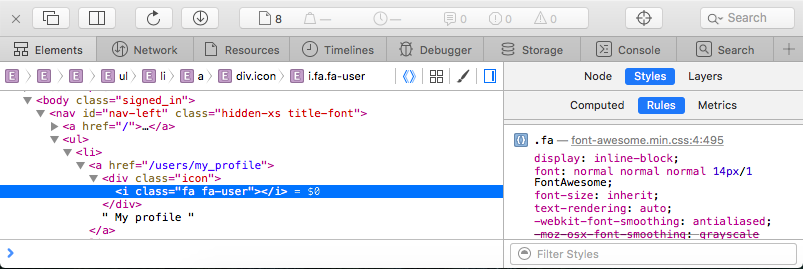 8 — — 0 0 0 Search
Elements Network Resources Timelines Debugger Storage Console Search +
E E E E ul E li E a E div.icon E i.fa.fa-user Node Styles Layers
Computed Rules Metrics
<body class="signed_in">
<nav id="nav-left" class="hidden-xs title-font">
<a href="/">…</a>
<ul>
<li>
<a href="/users/my_profile">
<div class="icon">
<i class="fa fa-user"></i> = $0
</div>
" My profile "
</a>
.fa — font-awesome.min.css:4:495
display: inline-block;
font: normal normal normal 14px/1
FontAwesome;
font-size: inherit;
text-rendering: auto;
-webkit-font-smoothing: antialiased;
-moz-osx-font-smoothing: grayscale
Filter Styles